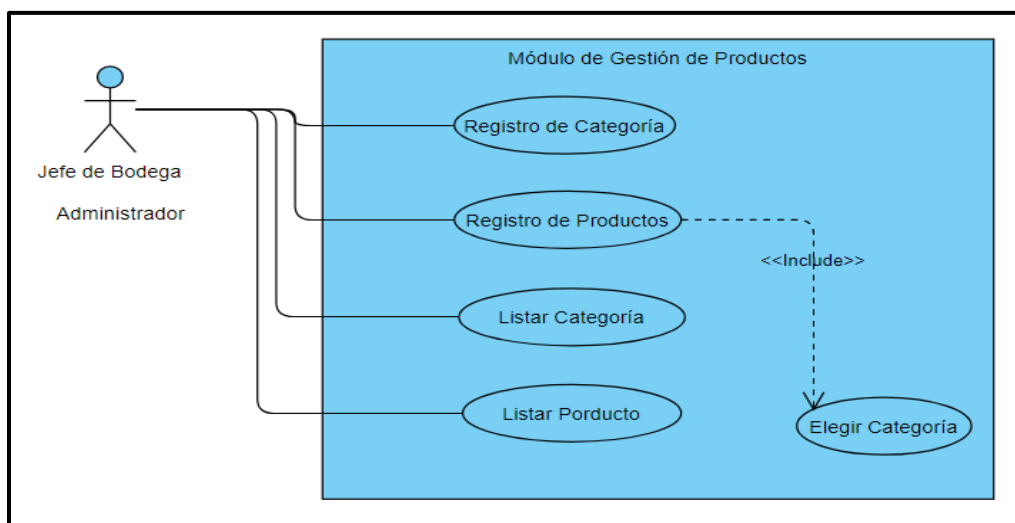 Módulo de Gestión de Productos
Registro de Categoría
Jefe de Bodega
Administrador
Registro de Productos
<<Include>>
Listar Categoría
Listar Porducto
Elegir Categoría